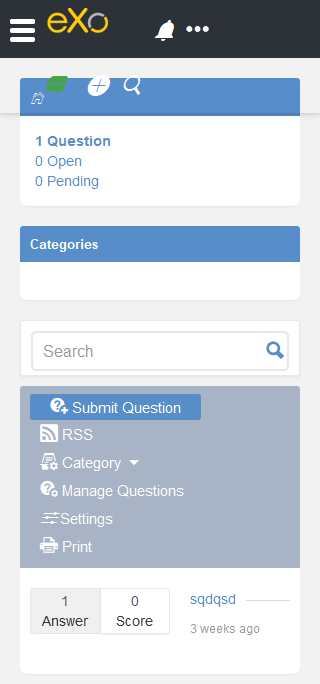 eXo
1 Question
0 Open
0 Pending
Categories
Search
Submit Question
RSS
Category
Manage Questions
Settings
Print
1 Answer
0 Score
sqdqsd
3 weeks ago